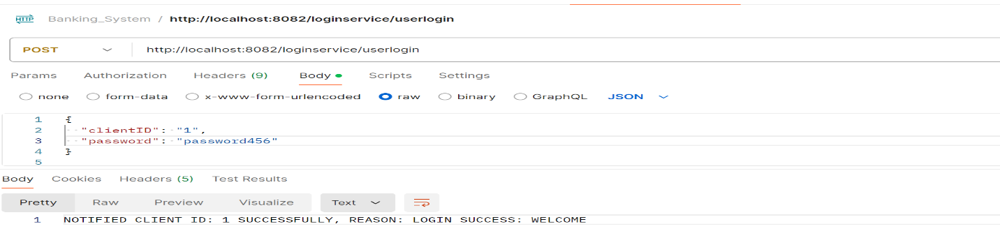 HTTP Banking_System / http://localhost:8082/loginservice/userlogin
POST http://localhost:8082/loginservice/userlogin
Params Authorization Headers (9) Body Scripts Settings
none form-data x-www-form-urlencoded raw binary GraphQL JSON
1 {
2 "clientID": "1",
3 "password": "password456"
4 }
5
Body Cookies Headers (5) Test Results
Pretty Raw Preview Visualize Text
1 NOTIFIED CLIENT ID: 1 SUCCESSFULLY, REASON: LOGIN SUCCESS: WELCOME